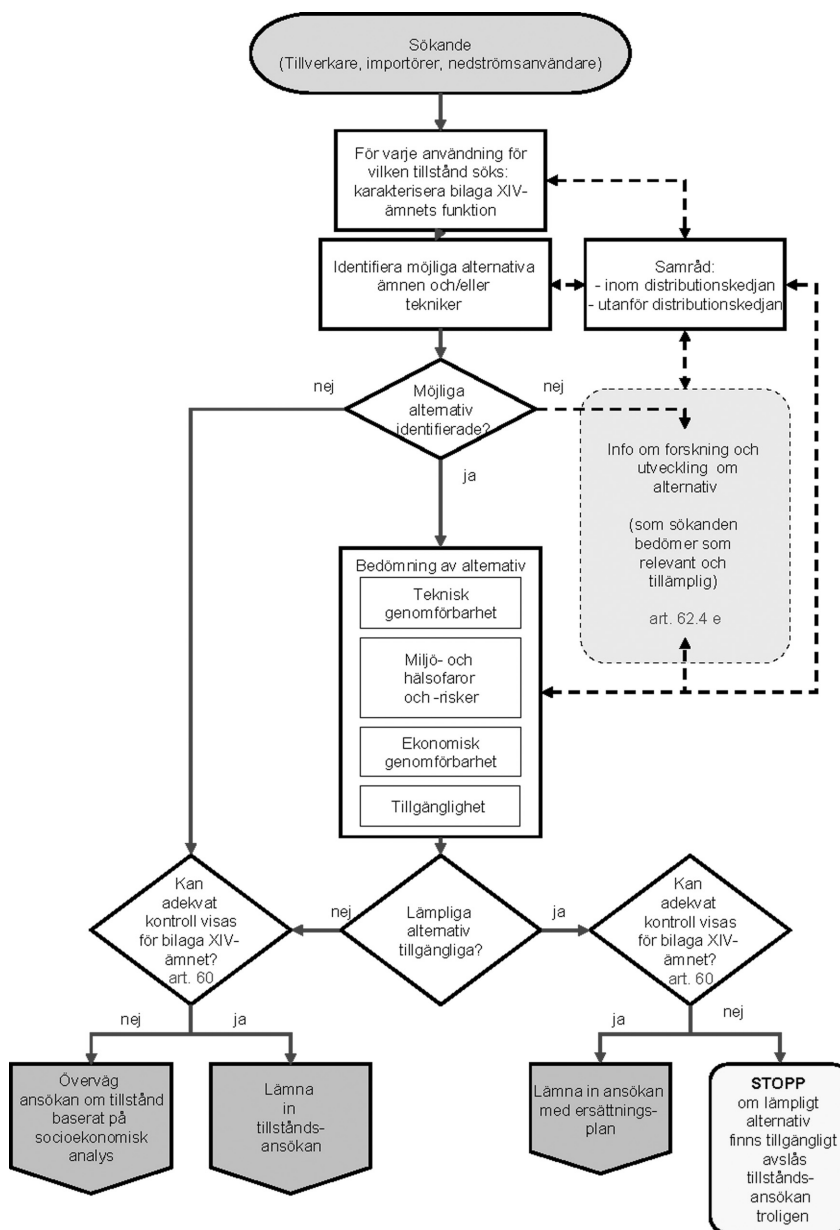 Sökande
(Tillverkare, importörer, nedströmsanvändare)
För varje användning för
vilken tillstånd söks:
karakterisera bilaga XIV-
ämnets funktion
Identifiera möjliga alternativa
ämnen och/eller
tekniker
Samråd:
- inom distributionskedjan
- utanför distributionskedjan
nej
Möjliga
alternativ
identifierade?
nej
ja
Info om forskning och
utveckling om
alternativ
(som sökanden
bedömer som
relevant och
tillämplig)
art. 62.4 e
Bedömning av alternativ
Teknisk
genomförbarhet
Miljö- och
hälsofaror
och -risker
Ekonomisk
genomförbarhet
Tillgänglighet
Kan
adekvat
kontroll visas
för bilaga XIV-
ämnet?
art. 60
nej
Lämpliga
alternativ
tillgängliga?
ja
Kan
adekvat
kontroll visas
för bilaga XIV-
ämnet?
art. 60
nej
ja
ja
nej
Överväg
ansökan om tillstånd
baserat på
socioekonomisk
analys
Lämna
in
tillstånds-
ansökan
Lämna in ansökan
med ersättnings-
plan
STOPP
om lämpligt
alternativ
finns tillgängligt
avslås
tillstånds-
ansökan
troligen